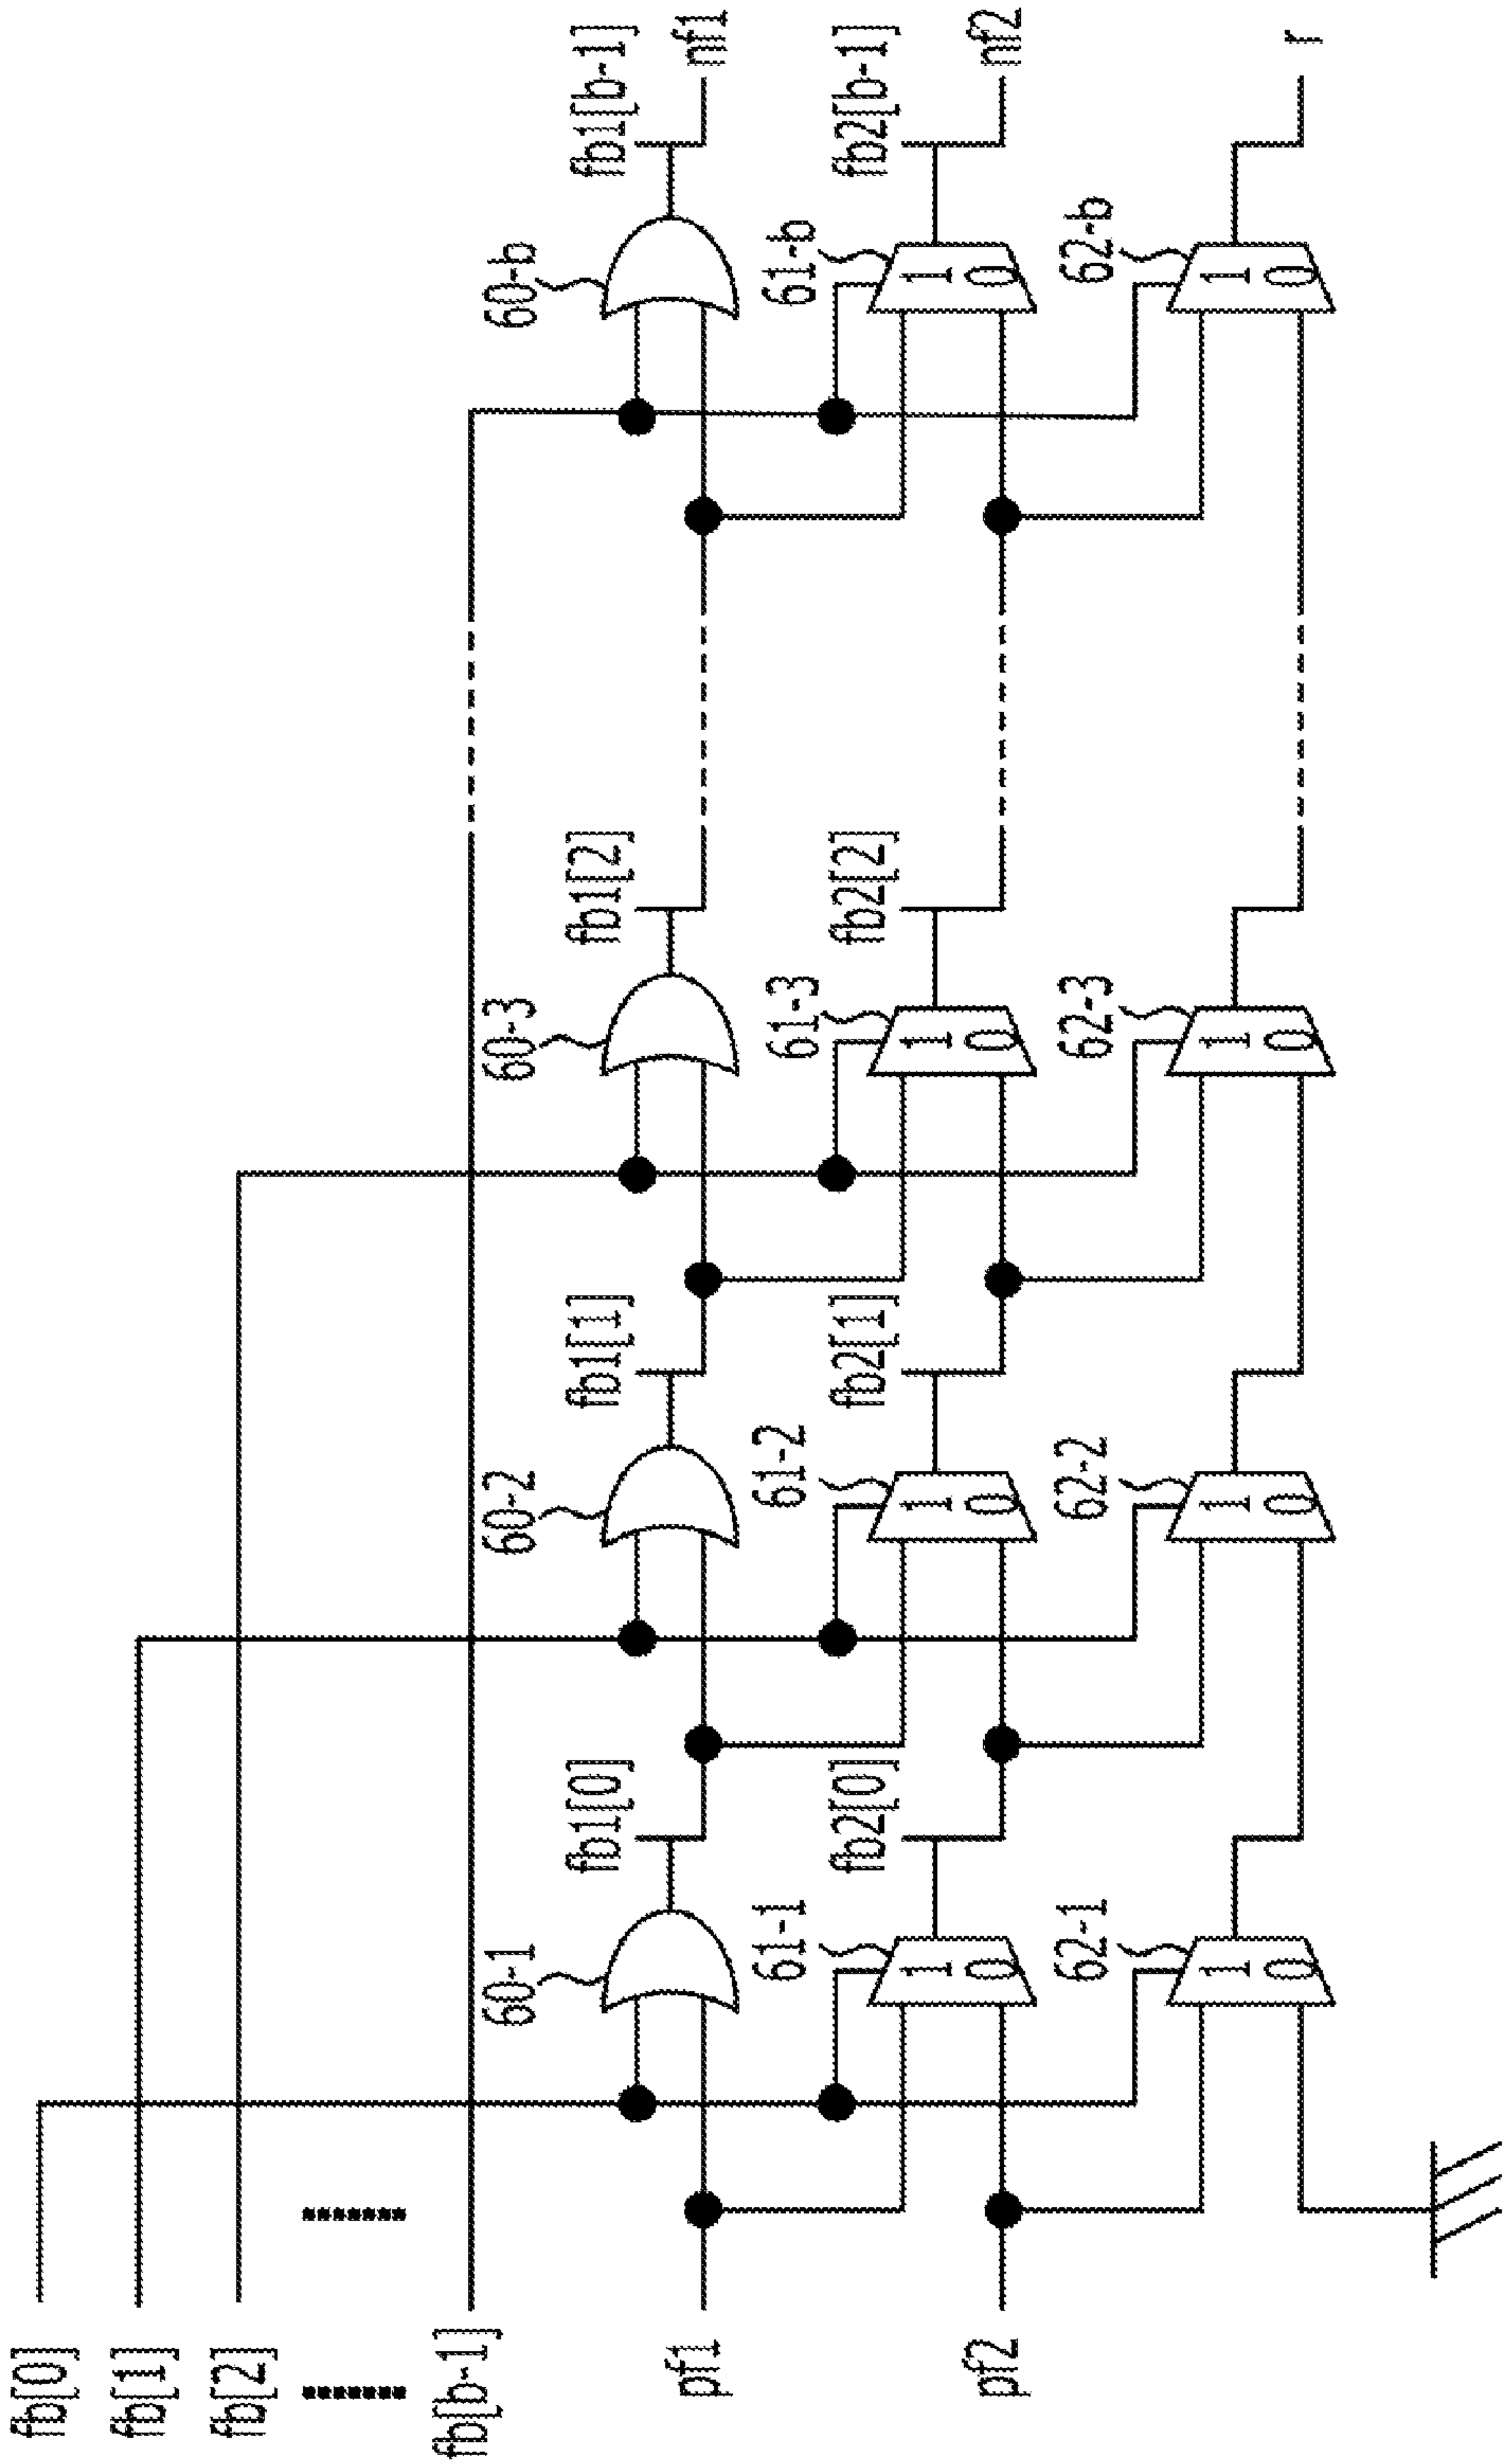 fb[0]
fb[1]
fb[2]
fb[b-1]
60-1
fb1[0]
60-2
fb1[1]
60-3
fb1[2]
60-b
fb1[b-1]
pf1
nf1
61-1
fb2[0]
61-2
fb2[1]
61-3
fb2[2]
61-b
fb2[b-1]
1
0
1
0
1
0
1
0
pf2
nf2
62-1
62-2
62-3
62-b
1
0
1
0
1
0
1
0
r